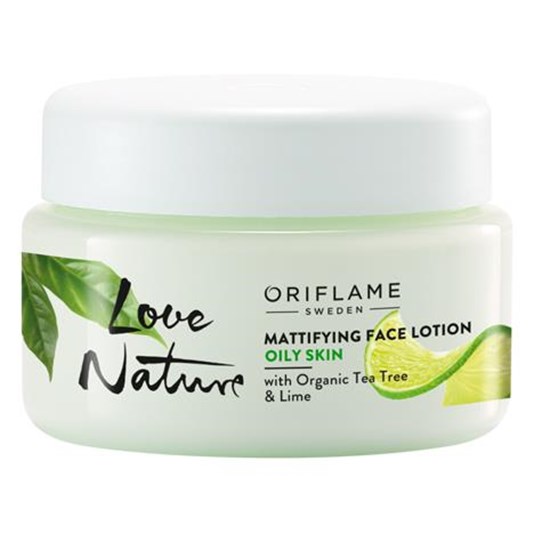 Love
Nature
ORIFLAME
SWEDEN
MATTIFYING FACE LOTION
OILY SKIN
with Organic Tea Tree
& Lime